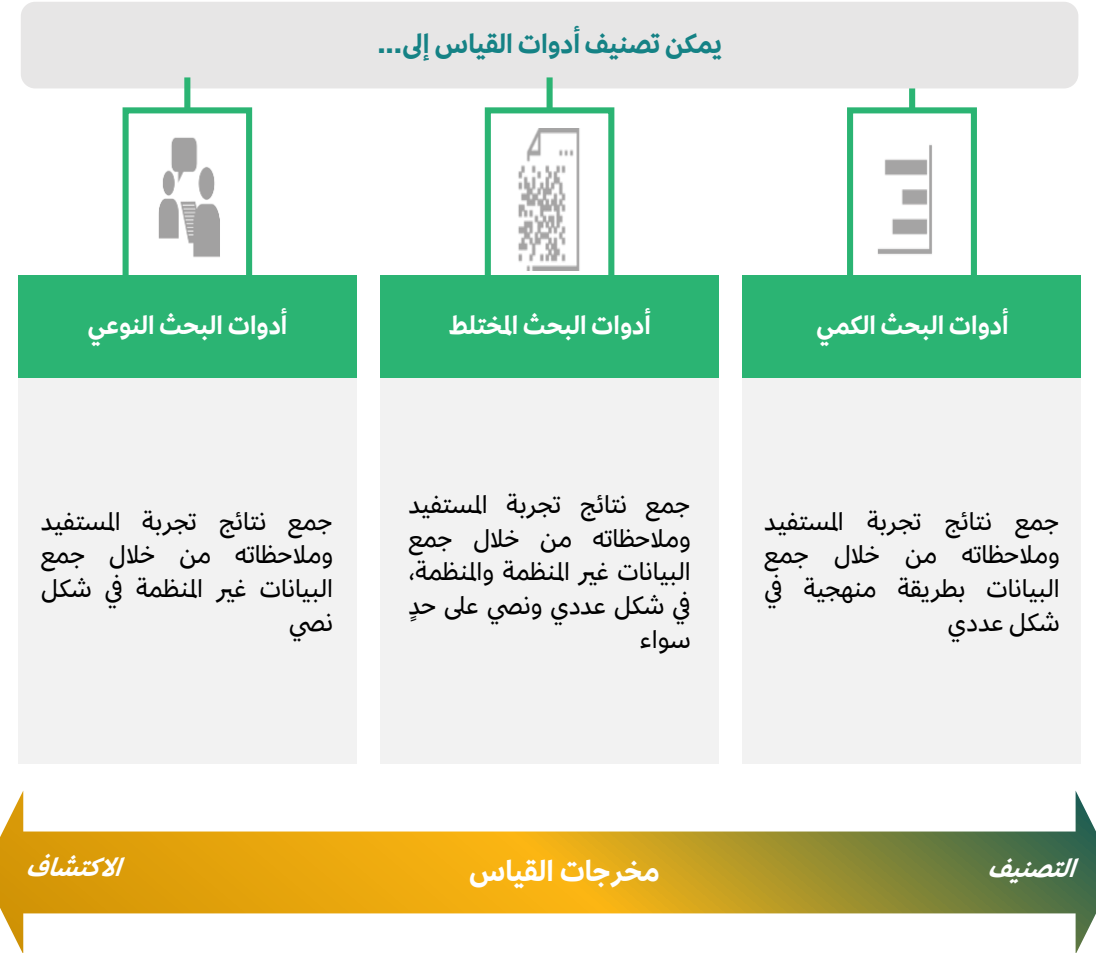 يمكن تصنيف أدوات القياس إلى...
أدوات البحث الكمي
جمع نتائج تجربة المستفيد
وملاحظاته من خلال جمع
البيانات بطريقة منهجية في
شكل عددي
أدوات البحث المختلط
جمع نتائج تجربة المستفيد
وملاحظاته من خلال جمع
البيانات غير المنظمة والمنظمة،
في شكل عددي ونصي على حدٍ
سواء
أدوات البحث النوعي
جمع نتائج تجربة المستفيد
وملاحظاته من خلال جمع
البيانات غير المنظمة في شكل
نصي
التصنيف
مخرجات القياس
الاكتشاف